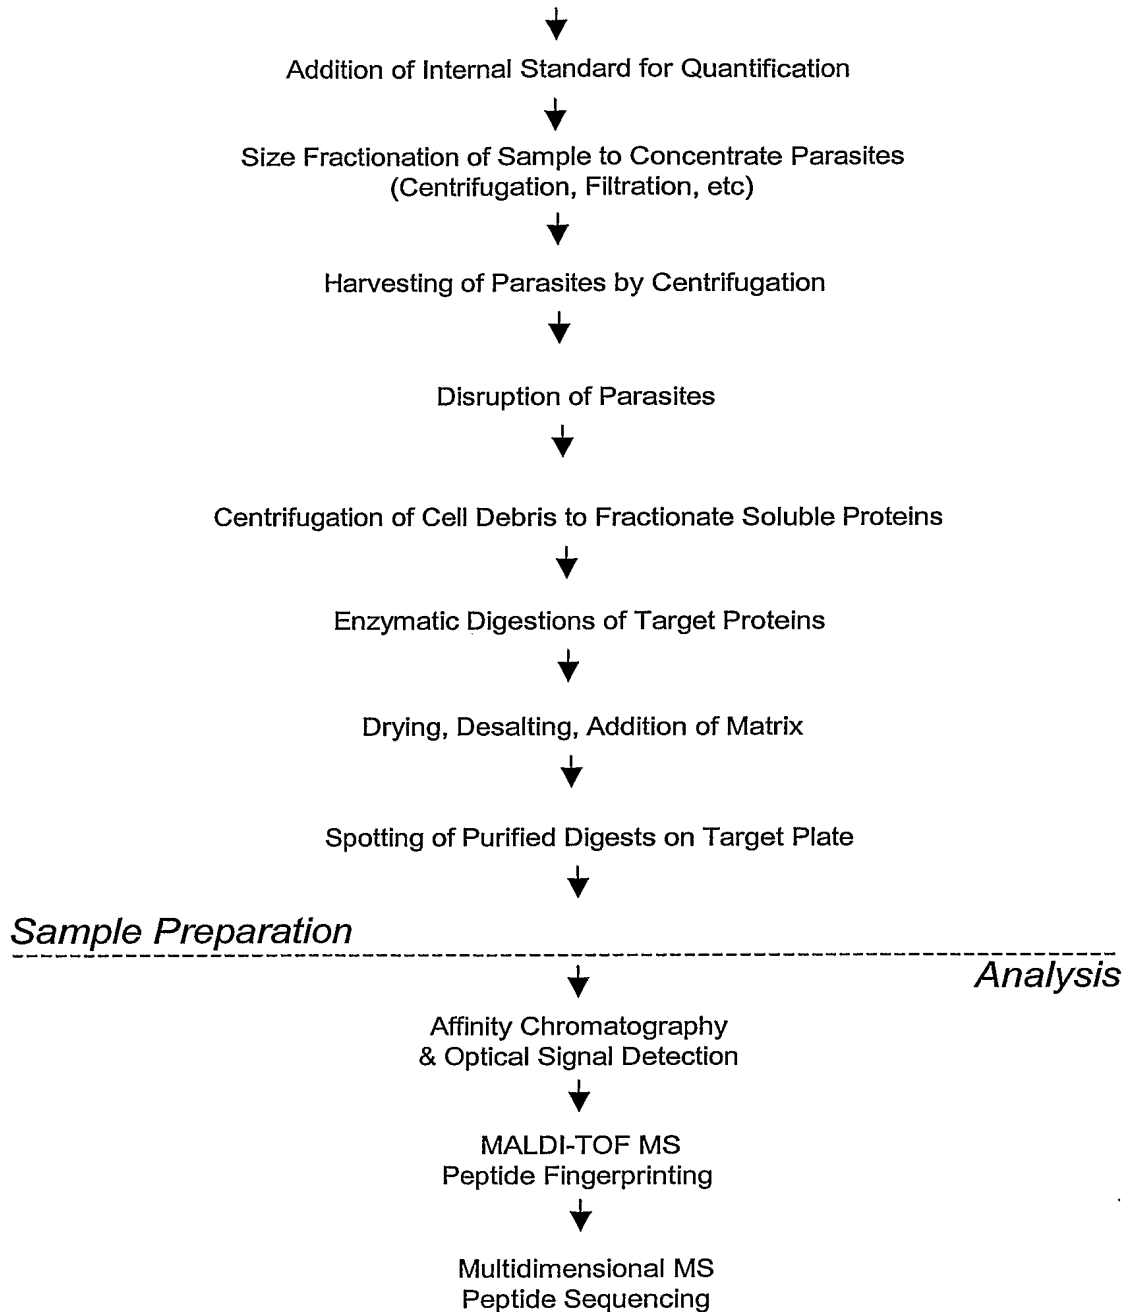 Addition of Internal Standard for Quantification
Size Fractionation of Sample to Concentrate Parasites
(Centrifugation, Filtration, etc)
Harvesting of Parasites by Centrifugation
Disruption of Parasites
Centrifugation of Cell Debris to Fractionate Soluble Proteins
Enzymatic Digestions of Target Proteins
Drying, Desalting, Addition of Matrix
Spotting of Purified Digests on Target Plate
Sample Preparation
Analysis
Affinity Chromatography
& Optical Signal Detection
MALDI-TOF MS
Peptide Fingerprinting
Multidimensional MS
Peptide Sequencing